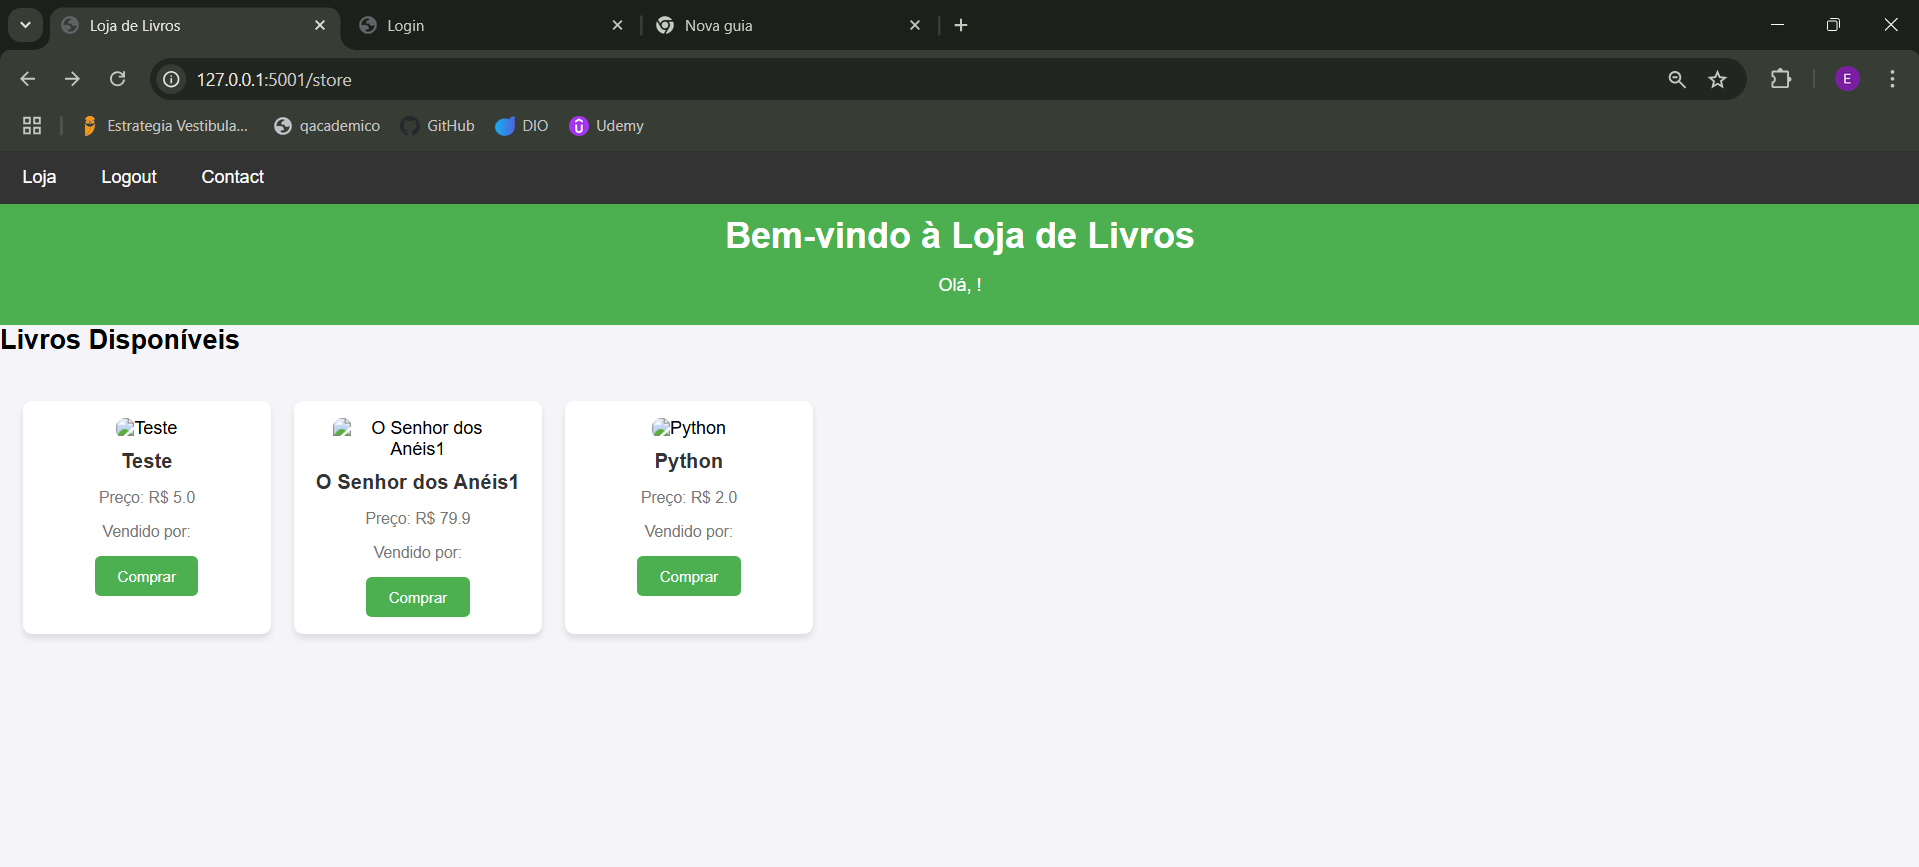 Loja de Livros
Login
Nova guia
127.0.0.1:5001/store
E
Estrategia Vestibula...
qacademico
GitHub
DIO
Udemy
Loja
Logout
Contact
Bem-vindo à Loja de Livros
Olá, !
Livros Disponíveis
Teste
Teste
Preço: R$ 5.0
Vendido por:
Comprar
O Senhor dos
Anéis1
O Senhor dos Anéis1
Preço: R$ 79.9
Vendido por:
Comprar
Python
Python
Preço: R$ 2.0
Vendido por:
Comprar